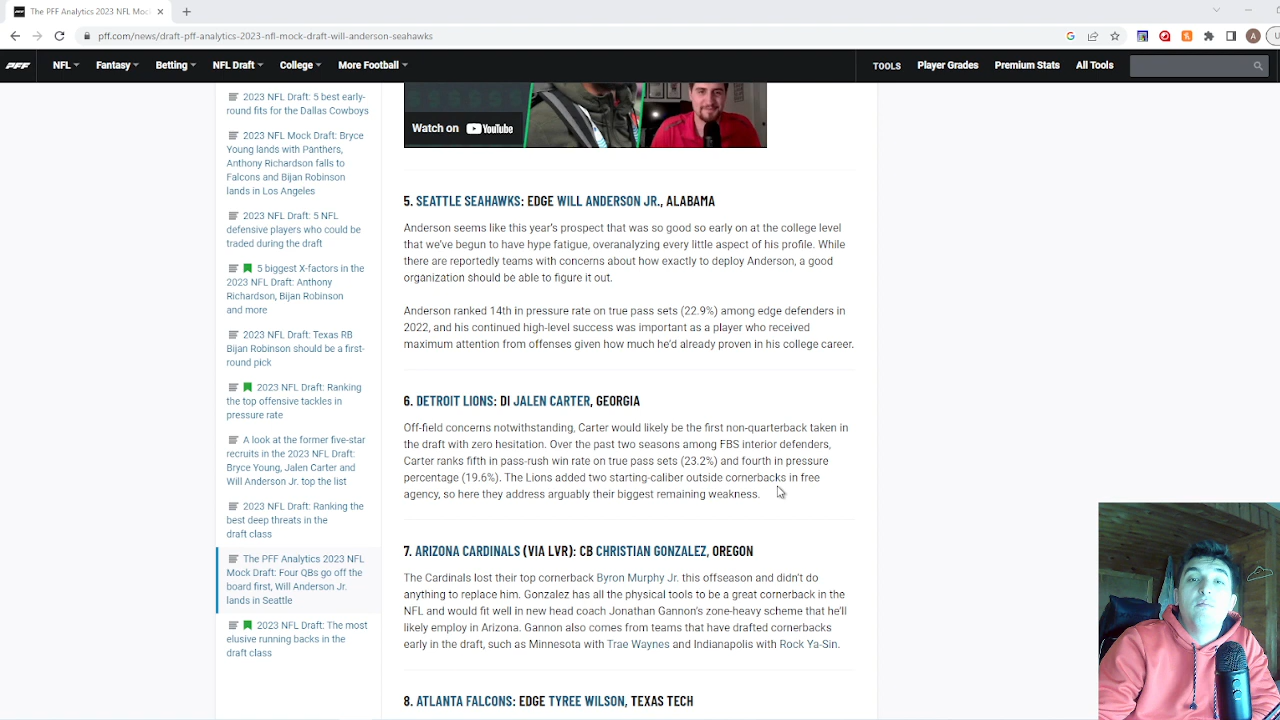 The PFF Analytics 2023 NFL Moc
pff.com/news/draft-pff-analytics-2023-nfl-mock-draft-will-anderson-seahawks
PFF
NFL
Fantasy
Betting
NFL Draft
College
More Football
TOOLS
Player Grades
Premium Stats
All Tools
2023 NFL Draft: 5 best early-
round fits for the Dallas Cowboys
2023 NFL Mock Draft: Bryce
Young lands with Panthers,
Anthony Richardson falls to
Falcons and Bijan Robinson
lands in Los Angeles
2023 NFL Draft: 5 NFL
defensive players who could be
traded during the draft
5 biggest X-factors in the
2023 NFL Draft: Anthony
Richardson, Bijan Robinson
and more
2023 NFL Draft: Texas RB
Bijan Robinson should be a first-
round pick
2023 NFL Draft: Ranking
the top offensive tackles in
pressure rate
A look at the former five-star
recruits in the 2023 NFL Draft:
Bryce Young, Jalen Carter and
Will Anderson Jr. top the list
2023 NFL Draft: Ranking the
best deep threats in the
draft class
The PFF Analytics 2023 NFL
Mock Draft: Four QBs go off the
board first, Will Anderson Jr.
lands in Seattle
2023 NFL Draft: The most
elusive running backs in the
draft class
Watch on YouTube
5. SEATTLE SEAHAWKS: EDGE WILL ANDERSON JR., ALABAMA
Anderson seems like this year's prospect that was so good so early on at the college level
that we've begun to have hype fatigue, overanalyzing every little aspect of his profile. While
there are reportedly teams with concerns about how exactly to deploy Anderson, a good
organization should be able to figure it out.
Anderson ranked 14th in pressure rate on true pass sets (22.9%) among edge defenders in
2022, and his continued high-level success was important as a player who received
maximum attention from offenses given how much he'd already proven in his college career.
6. DETROIT LIONS: DI JALEN CARTER, GEORGIA
Off-field concerns notwithstanding, Carter would likely be the first non-quarterback taken in
the draft with zero hesitation. Over the past two seasons among FBS interior defenders,
Carter ranks fifth in pass-rush win rate on true pass sets (23.2%) and fourth in pressure
percentage (19.6%). The Lions added two starting-caliber outside cornerbacks in free
agency, so here they address arguably their biggest remaining weakness.
7. ARIZONA CARDINALS (VIA LVR): CB CHRISTIAN GONZALEZ, OREGON
The Cardinals lost their top cornerback Byron Murphy Jr. this offseason and didn't do
anything to replace him. Gonzalez has all the physical tools to be a great cornerback in the
NFL and would fit well in new head coach Jonathan Gannon's zone-heavy scheme that he'll
likely employ in Arizona. Gannon also comes from teams that have drafted cornerbacks
early in the draft, such as Minnesota with Trae Waynes and Indianapolis with Rock Ya-Sin.
8. ATLANTA FALCONS: EDGE TYREE WILSON, TEXAS TECH